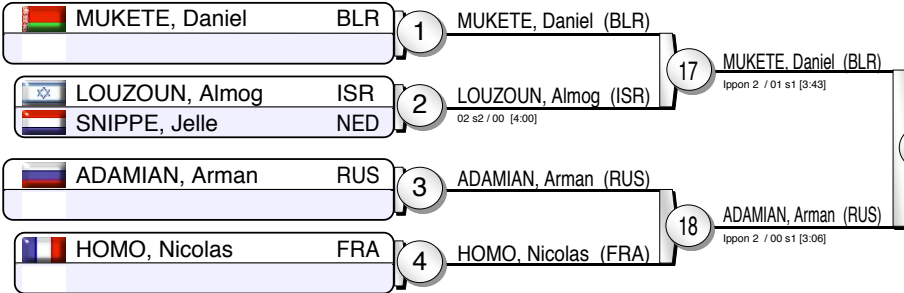 MUKETE, Daniel BLR
1
LOUZOUN, Almog ISR
SNIPPE, Jelle NED
2
ADAMIAN, Arman RUS
3
HOMO, Nicolas FRA
4
MUKETE, Daniel (BLR)
LOUZOUN, Almog (ISR)
02 s2 / 00 [4:00]
17
ADAMIAN, Arman (RUS)
HOMO, Nicolas (FRA)
18
MUKETE, Daniel (BLR)
Ippon 2 / 01 s1 [3:43]
ADAMIAN, Arman (RUS)
Ippon 2 / 00 s1 [3:06]